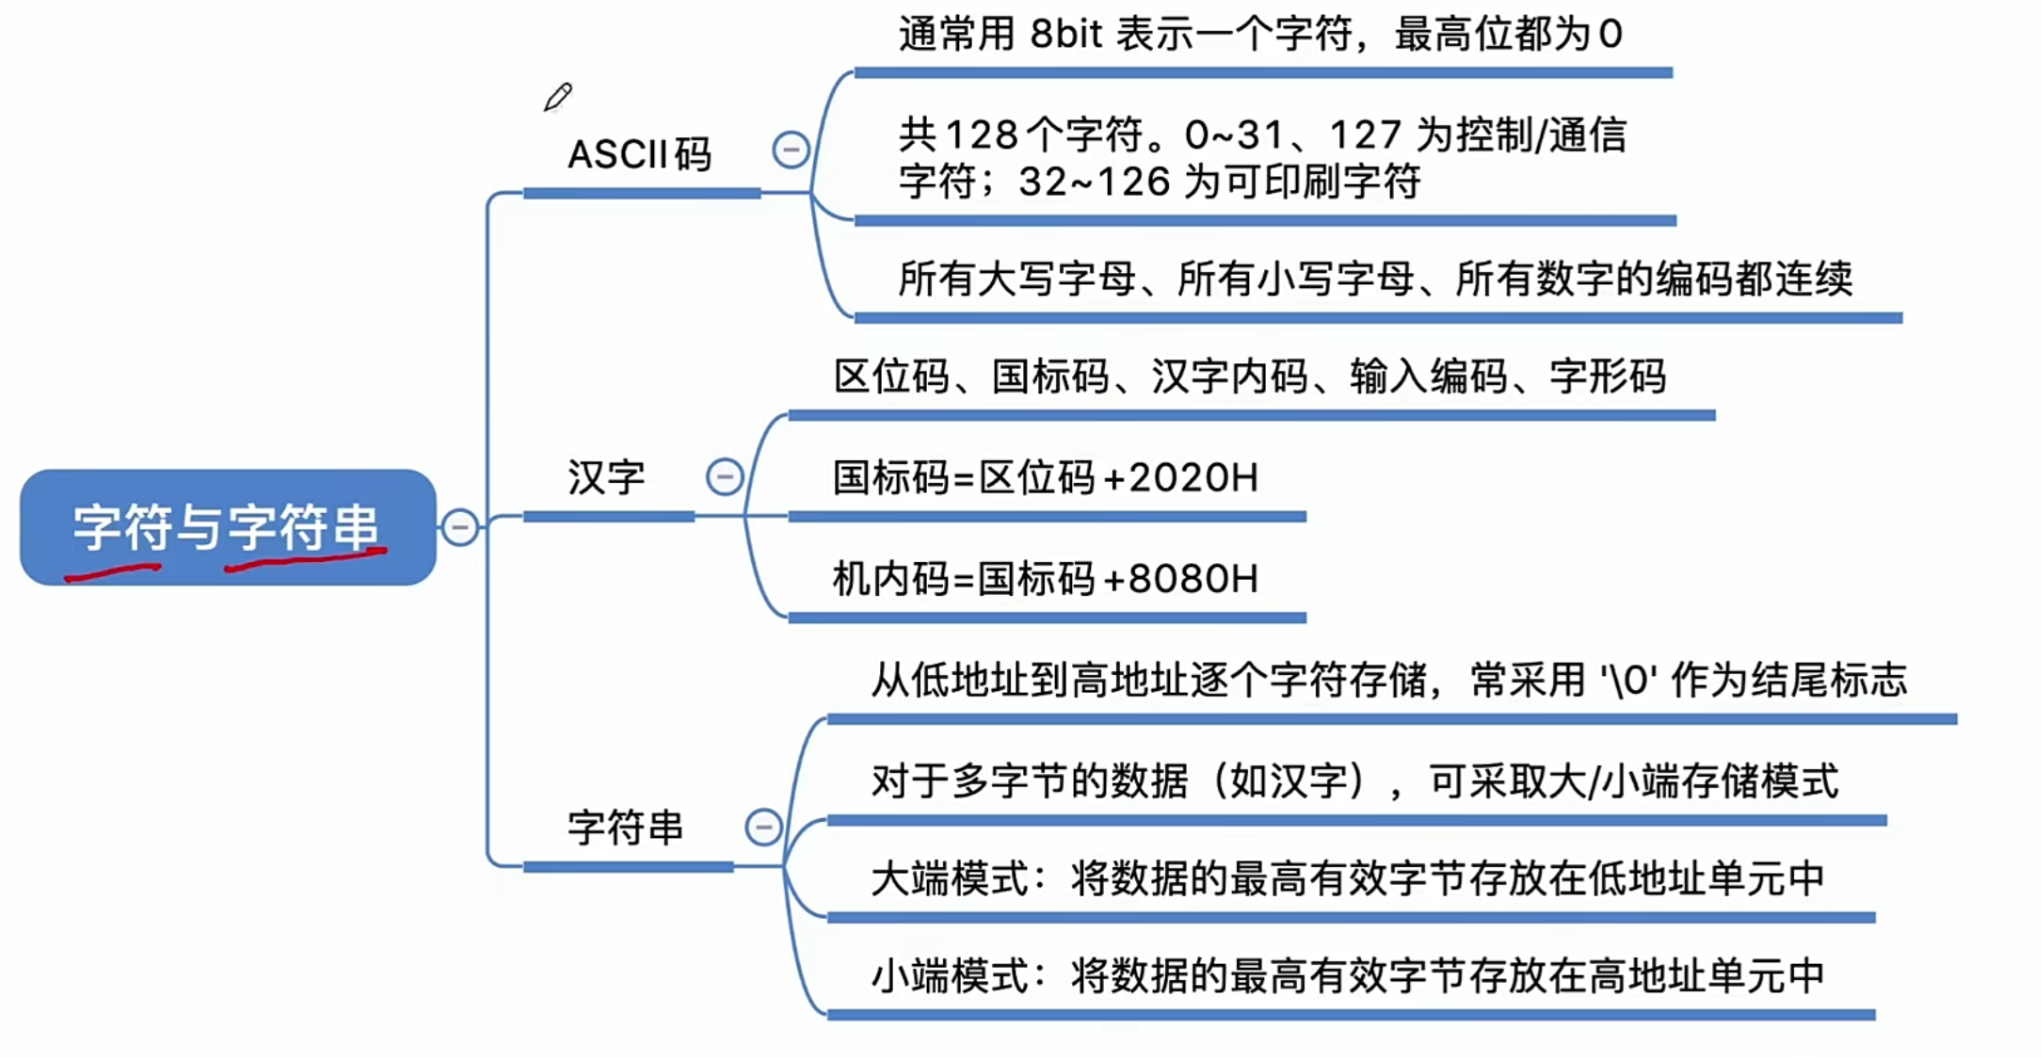 通常用 8bit 表示一个字符，最高位都为0
ASCII码
共128个字符。0~31、127 为控制/通信
字符；32~126 为可印刷字符
所有大写字母、所有小写字母、所有数字的编码都连续
区位码、国标码、汉字内码、输入编码、字形码
汉字
国标码=区位码+2020H
字符与字符串
机内码=国标码+8080H
从低地址到高地址逐个字符存储，常采用 '\0' 作为结尾标志
对于多字节的数据（如汉字），可采取大/小端存储模式
字符串
大端模式：将数据的最高有效字节存放在低地址单元中
小端模式：将数据的最高有效字节存放在高地址单元中